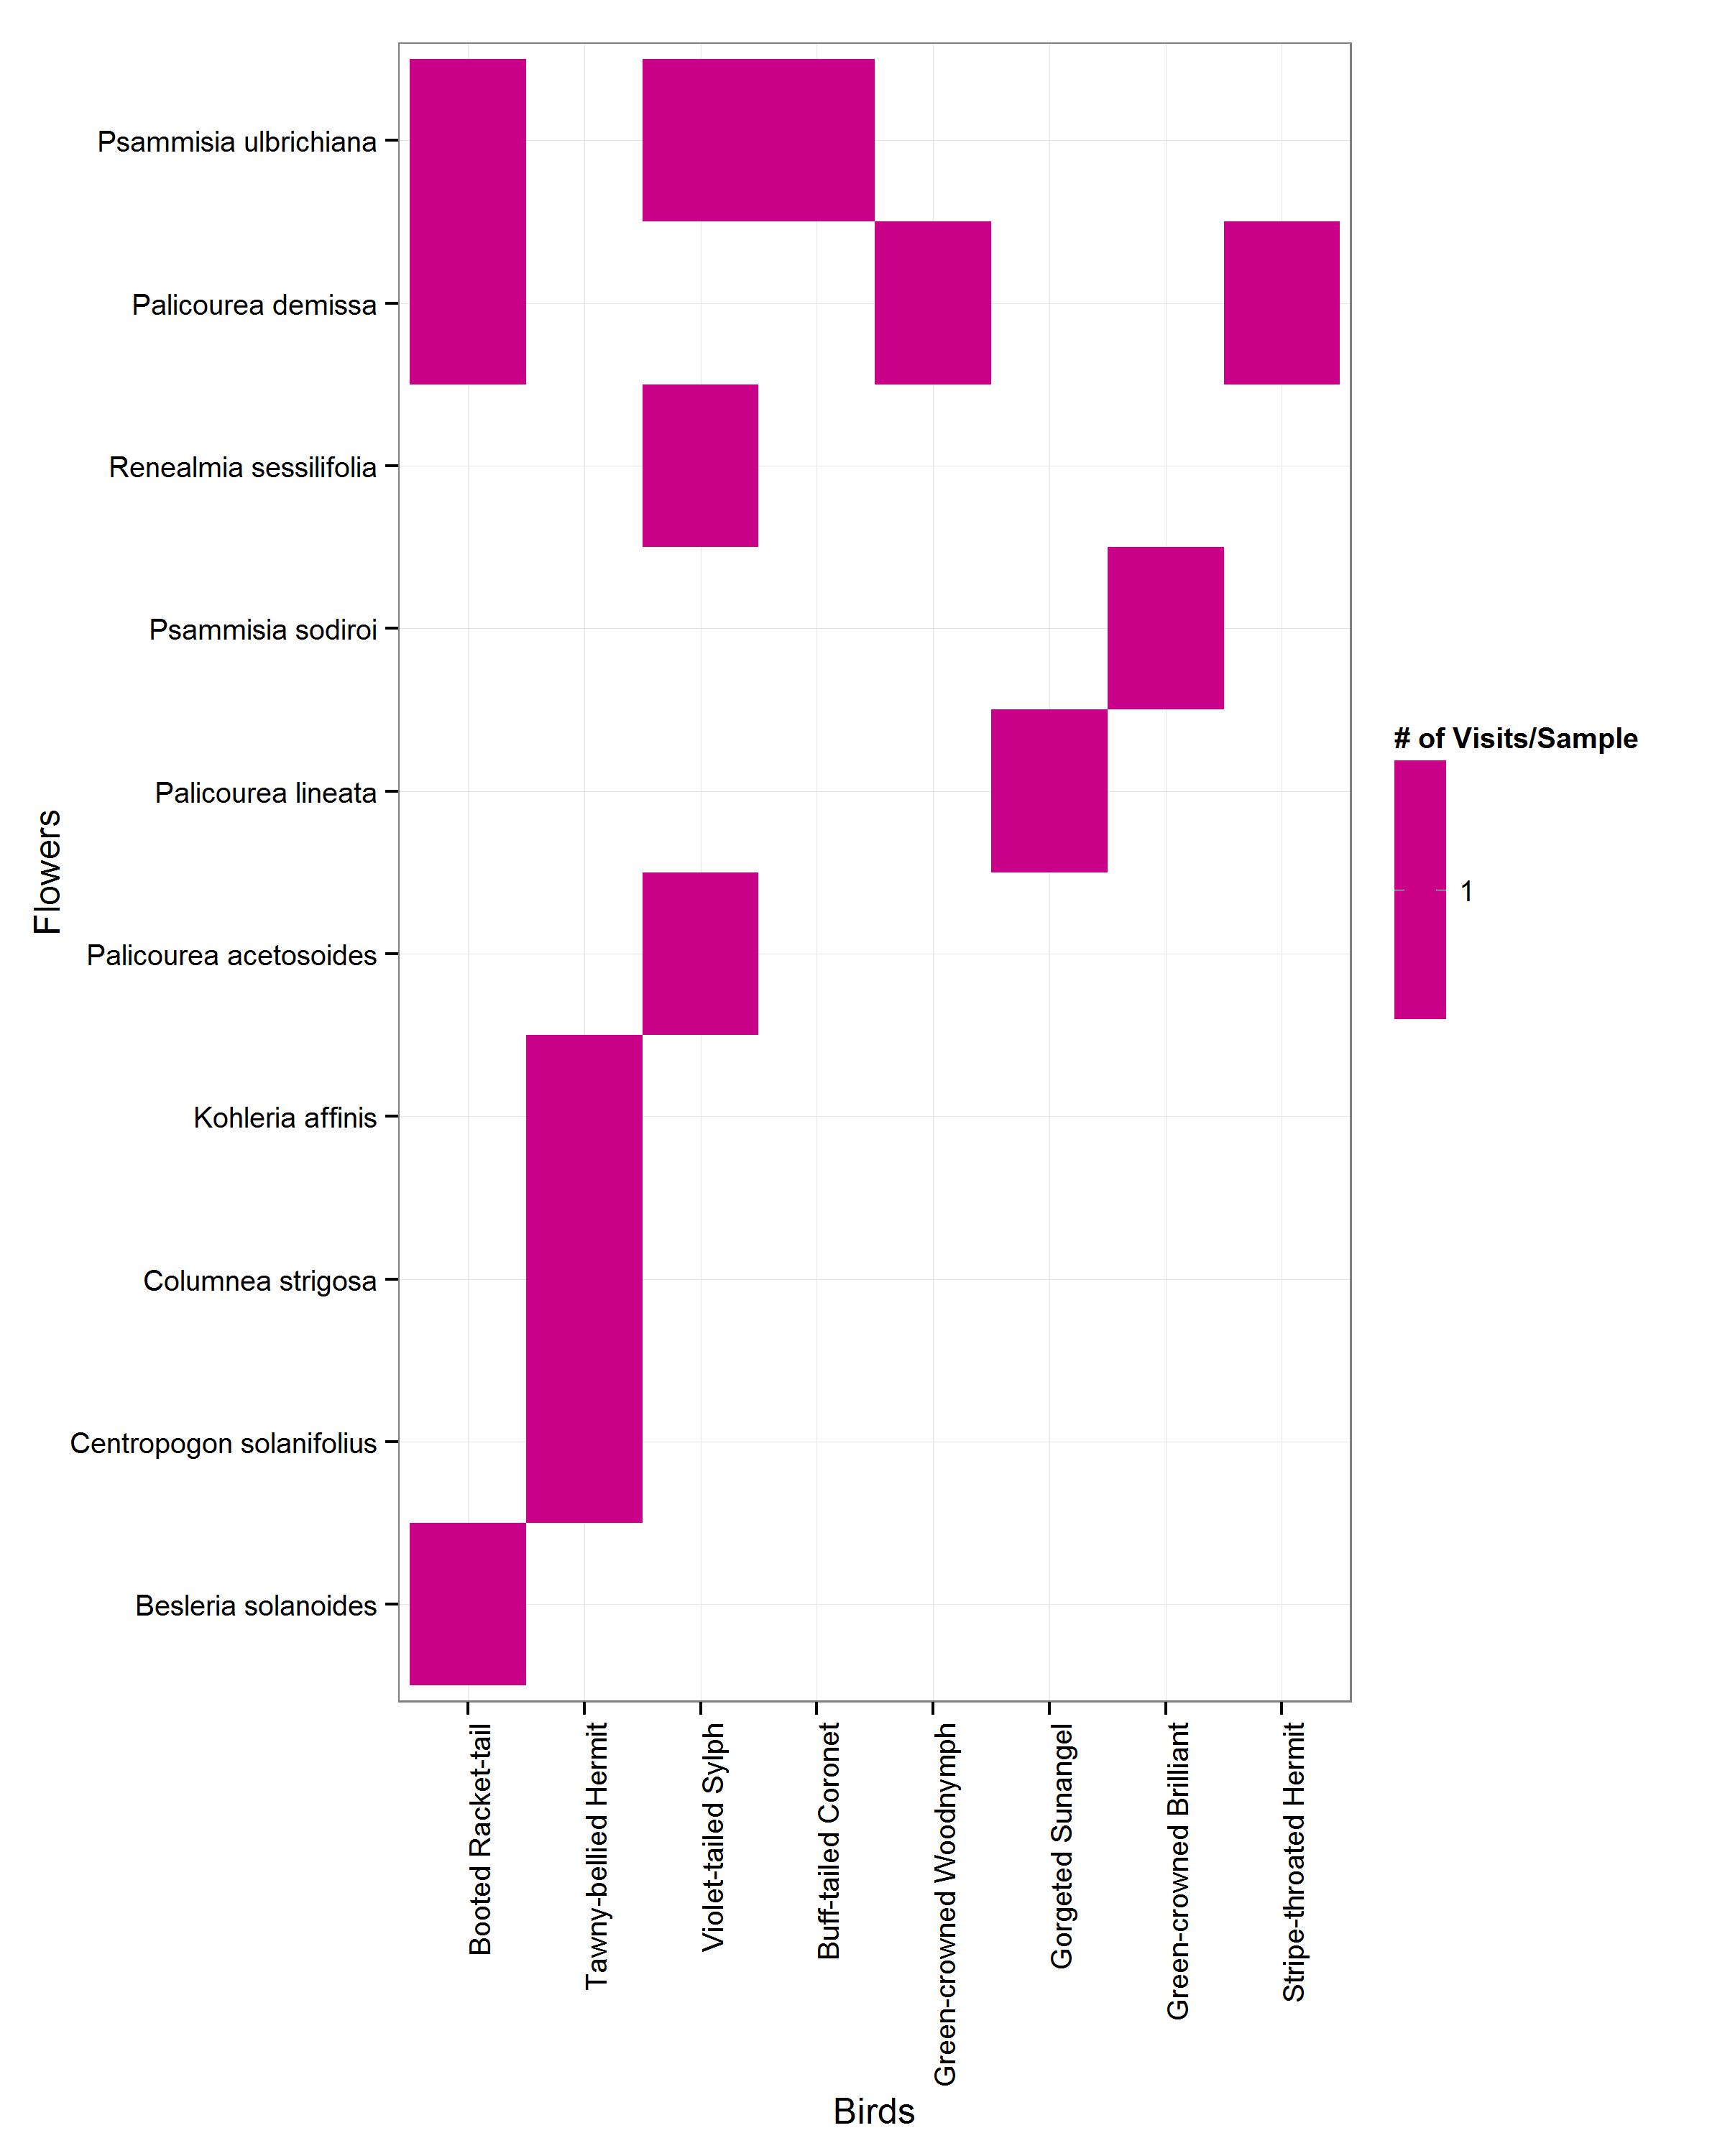 Psammisia ulbrichiana
Palicourea demissa
Renealmia sessilifolia
Psammisia sodiroi
Palicourea lineata
Palicourea acetosoides
Kohleria affinis
Columnea strigosa
Centropogon solanifolius
Besleria solanoides
Flowers
# of Visits/Sample
1
Booted Racket-tail
Tawny-bellied Hermit
Violet-tailed Sylph
Buff-tailed Coronet
Green-crowned Woodnymph
Gorgeted Sunangel
Green-crowned Brilliant
Stripe-throated Hermit
Birds